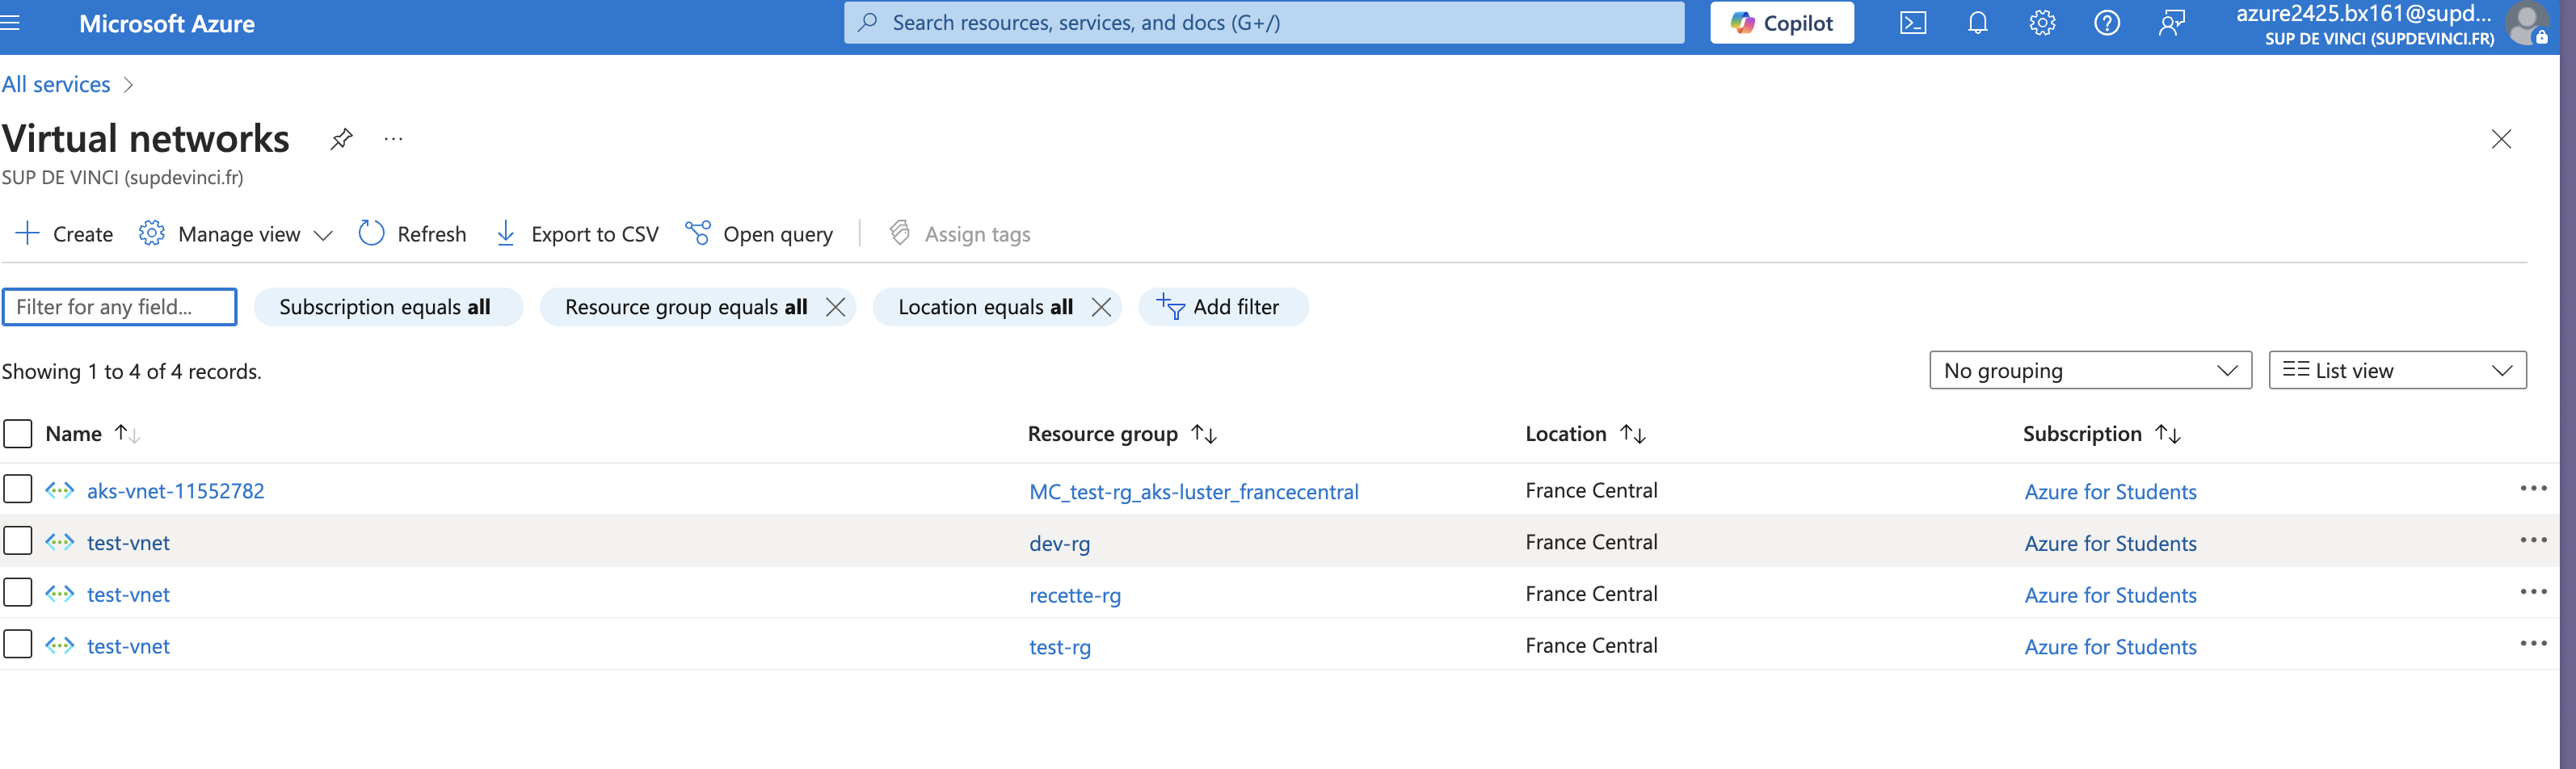 Microsoft Azure
Search resources, services, and docs (G+/)
Copilot
azure2425.bx161@supd...
SUP DE VINCI (SUPDEVINCI.FR)
All services
Virtual networks
...
SUP DE VINCI (supdevinci.fr)
Create
Manage view
Refresh
Export to CSV
Open query
Assign tags
Filter for any field...
Subscription equals all
Resource group equals all
Location equals all
Add filter
Showing 1 to 4 of 4 records.
No grouping
List view
Name
Resource group
Location
Subscription
aks-vnet-11552782
MC_test-rg_aks-luster_francecentral
France Central
Azure for Students
test-vnet
dev-rg
France Central
Azure for Students
test-vnet
recette-rg
France Central
Azure for Students
test-vnet
test-rg
France Central
Azure for Students